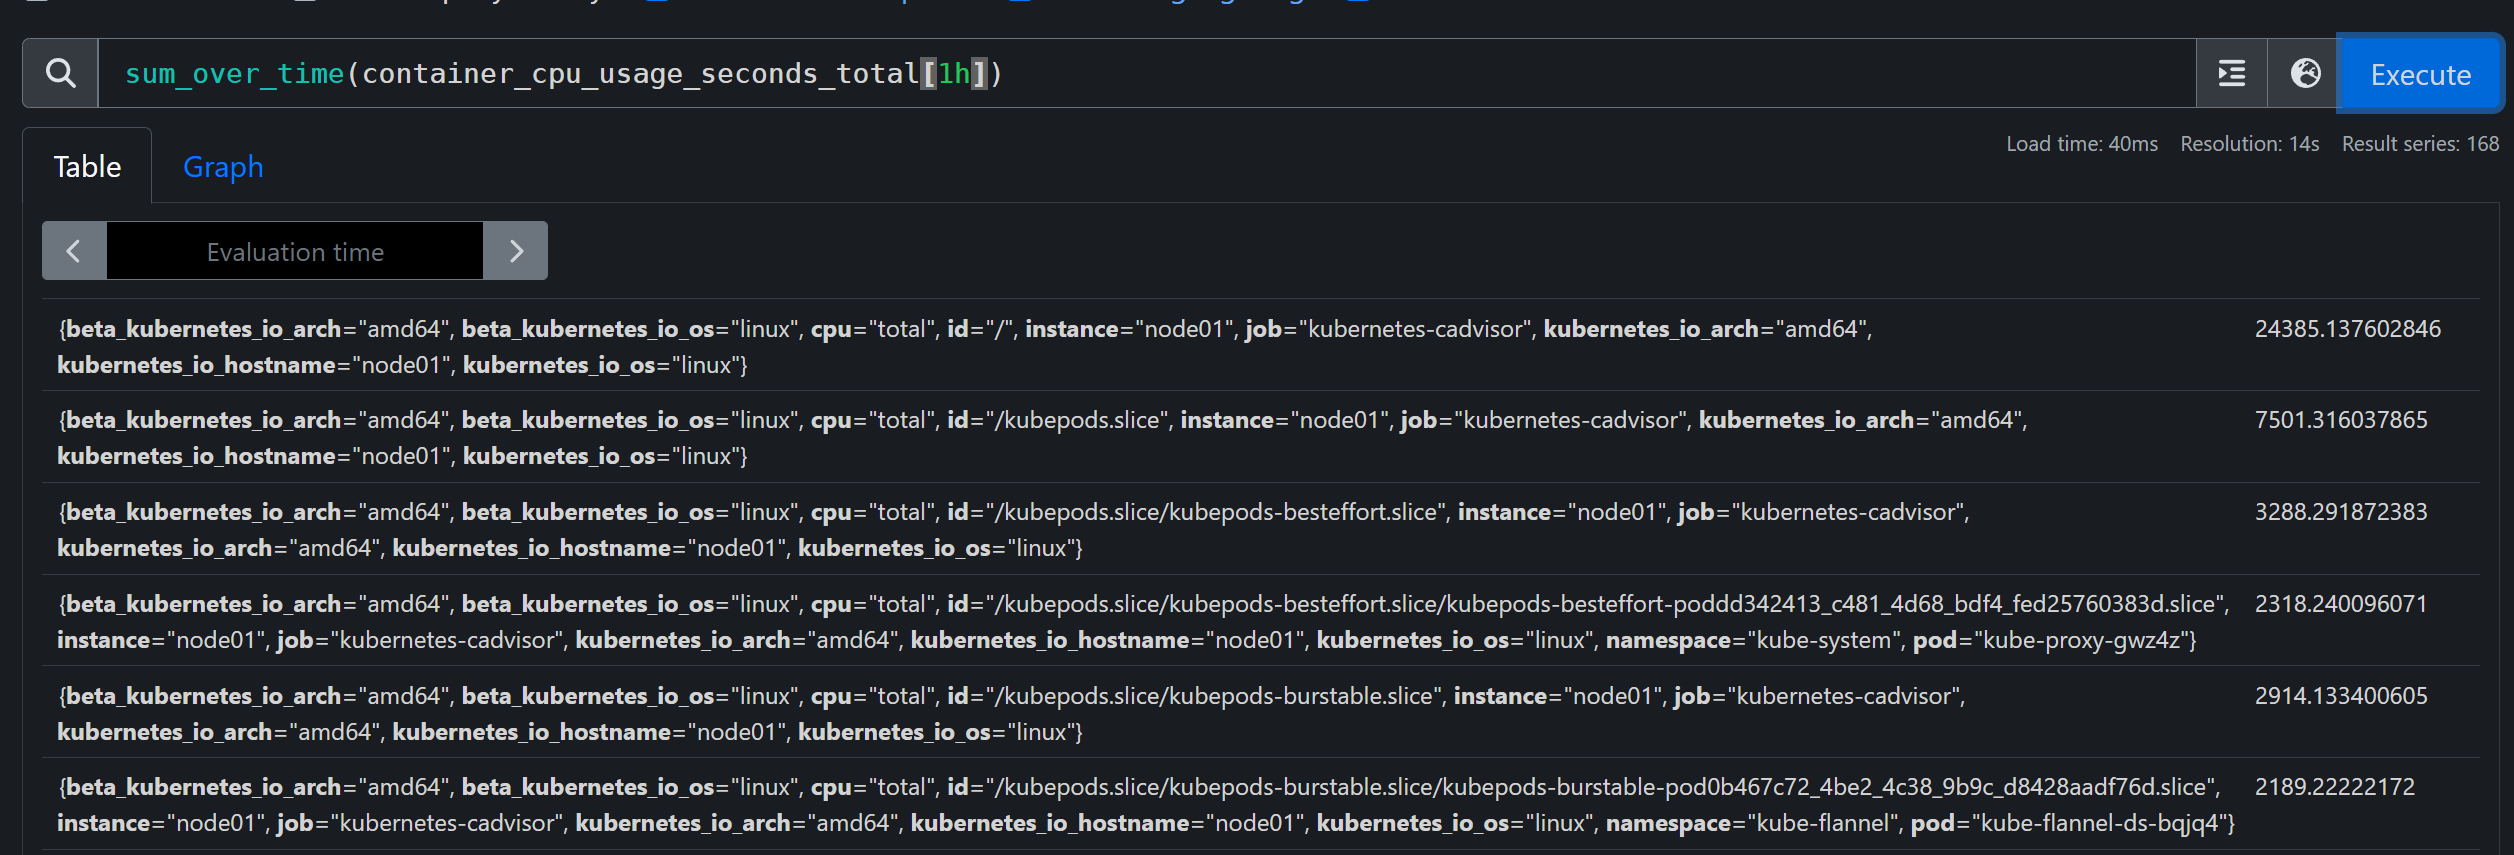 sum_over_time(container_cpu_usage_seconds_total[1h])
Execute
Table
Graph
Load time: 40ms Resolution: 14s Result series: 168
Evaluation time
{beta_kubernetes_io_arch="amd64", beta_kubernetes_io_os="linux", cpu="total", id="/", instance="node01", job="kubernetes-cadvisor", kubernetes_io_arch="amd64", 24385.137602846
kubernetes_io_hostname="node01", kubernetes_io_os="linux"}
{beta_kubernetes_io_arch="amd64", beta_kubernetes_io_os="linux", cpu="total", id="/kubepods.slice", instance="node01", job="kubernetes-cadvisor", kubernetes_io_arch="amd64", 7501.316037865
kubernetes_io_hostname="node01", kubernetes_io_os="linux"}
{beta_kubernetes_io_arch="amd64", beta_kubernetes_io_os="linux", cpu="total", id="/kubepods.slice/kubepods-besteffort.slice", instance="node01", job="kubernetes-cadvisor", 3288.291872383
kubernetes_io_arch="amd64", kubernetes_io_hostname="node01", kubernetes_io_os="linux"}
{beta_kubernetes_io_arch="amd64", beta_kubernetes_io_os="linux", cpu="total", id="/kubepods.slice/kubepods-besteffort.slice/kubepods-besteffort-poddd342413_c481_4d68_bdf4_fed25760383d.slice", 2318.240096071
instance="node01", job="kubernetes-cadvisor", kubernetes_io_arch="amd64", kubernetes_io_hostname="node01", kubernetes_io_os="linux", namespace="kube-system", pod="kube-proxy-gwz4z"}
{beta_kubernetes_io_arch="amd64", beta_kubernetes_io_os="linux", cpu="total", id="/kubepods.slice/kubepods-burstable.slice", instance="node01", job="kubernetes-cadvisor", 2914.133400605
kubernetes_io_arch="amd64", kubernetes_io_hostname="node01", kubernetes_io_os="linux"}
{beta_kubernetes_io_arch="amd64", beta_kubernetes_io_os="linux", cpu="total", id="/kubepods.slice/kubepods-burstable.slice/kubepods-burstable-pod0b467c72_4be2_4c38_9b9c_d8428aadf76d.slice", 2189.22222172
instance="node01", job="kubernetes-cadvisor", kubernetes_io_arch="amd64", kubernetes_io_hostname="node01", kubernetes_io_os="linux", namespace="kube-flannel", pod="kube-flannel-ds-bqjq4"}